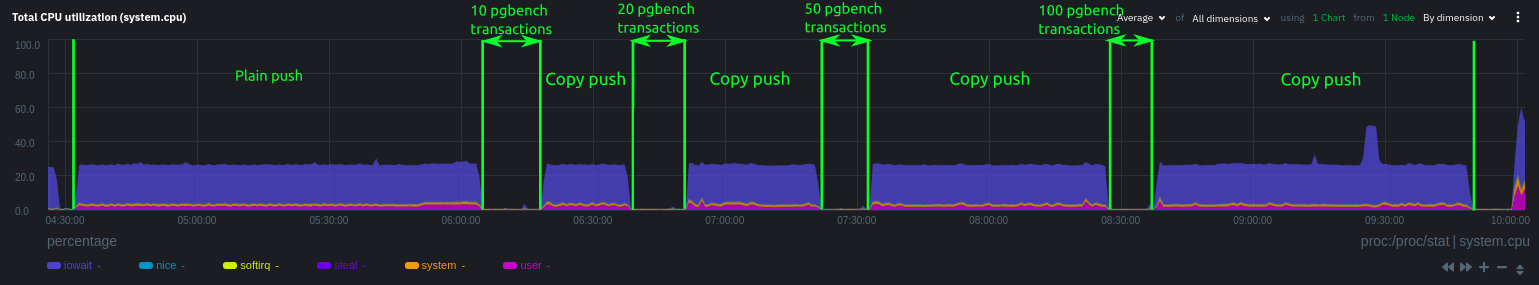 Total CPU utilization (system.cpu)
10 pgbench
transactions
20 pgbench
transactions
50 pgbench
transactions
100 pgbench
transactions
Average of All dimensions using 1 Chart from 1 Node By dimension
100.0
80.0
60.0
40.0
20.0
0.0
Plain push
Copy push
Copy push
Copy push
Copy push
04:30:00 05:00:00 05:30:00 06:00:00 06:30:00 07:00:00 07:30:00 08:00:00 08:30:00 09:00:00 09:30:00 10:00:00
percentage
proc:/proc/stat | system.cpu
iowait - nice - softirq - steal - system - user -